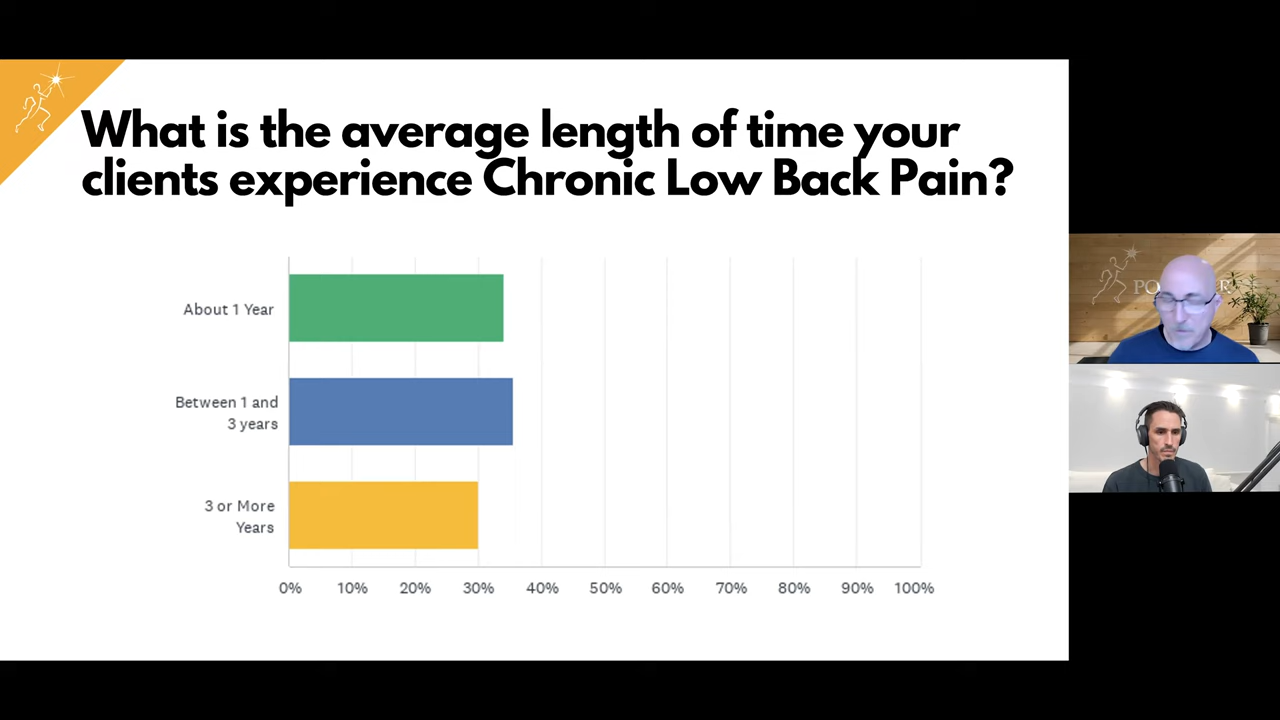 What is the average length of time your
clients experience Chronic Low Back Pain?
About 1 Year
Between 1 and
3 years
3 or More
Years
0% 10% 20% 30% 40% 50% 60% 70% 80% 90% 100%